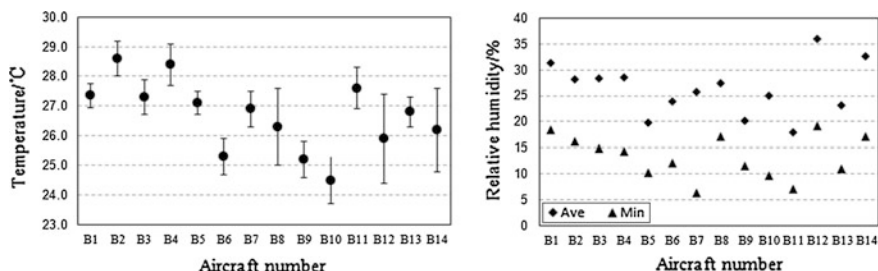 Temperature/℃
30.0
29.0
28.0
27.0
26.0
25.0
24.0
23.0
B1 B2 B3 B4 B5 B6 B7 B8 B9 B10 B11 B12 B13 B14
Aircraft number
Relative humidity/%
40
35
30
25
20
15
10
5
0
Ave Min
B1 B2 B3 B4 B5 B6 B7 B8 B9 B10 B11 B12 B13 B14
Aircraft number